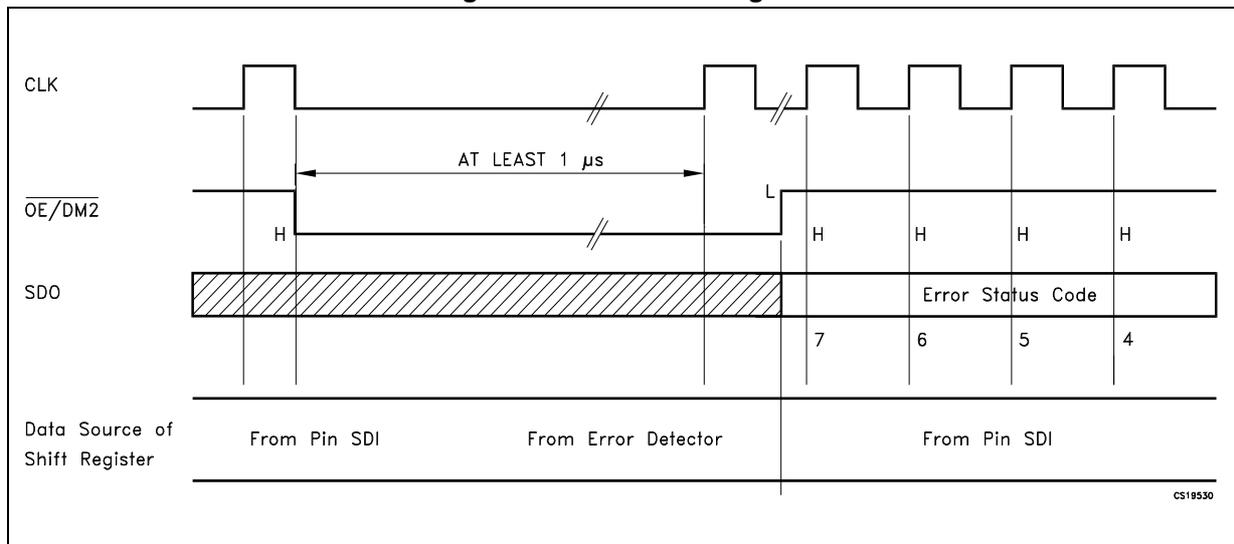 CLK
AT LEAST 1 µs
OE/DM2
L
H
H
H
H
H
SDO
Error Status Code
7
6
5
4
Data Source of
Shift Register
From Pin SDI
From Error Detector
From Pin SDI
CS19530